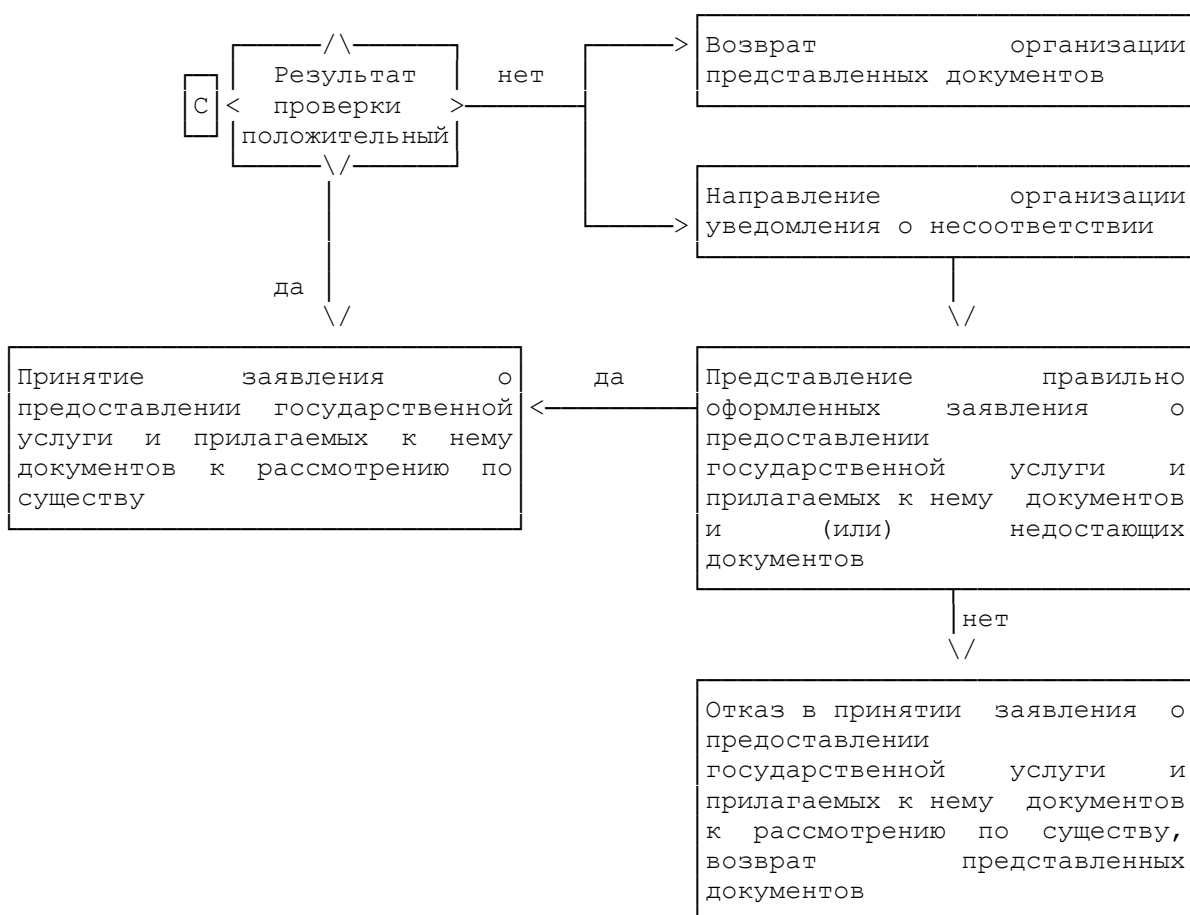 Возврат организации
представленных документов
Результат
проверки
положительный
нет
С
Направление организации
уведомления о несоответствии
да
Принятие заявления о
предоставлении государственной
услуги и прилагаемых к нему
документов к рассмотрению по
существу
да
Представление правильно
оформленных заявления о
предоставлении
государственной услуги и
прилагаемых к нему документов
и (или) недостающих
документов
нет
Отказ в принятии заявления о
предоставлении
государственной услуги и
прилагаемых к нему документов
к рассмотрению по существу,
возврат представленных
документов